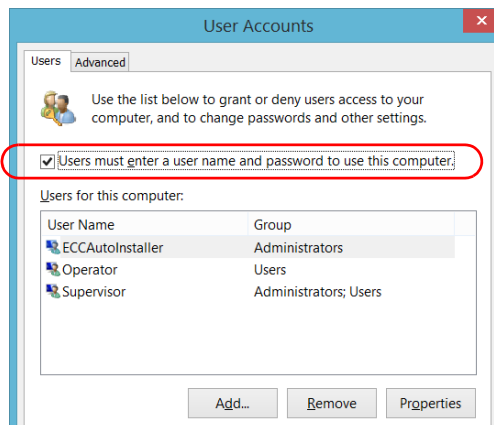 User Accounts
Users
Advanced
Use the list below to grant or deny users access to your
computer, and to change passwords and other settings.
Users must enter a user name and password to use this computer.
Users for this computer:
User Name Group
ECCAutoInstaller Administrators
Operator Users
Supervisor Administrators; Users
Add... Remove Properties